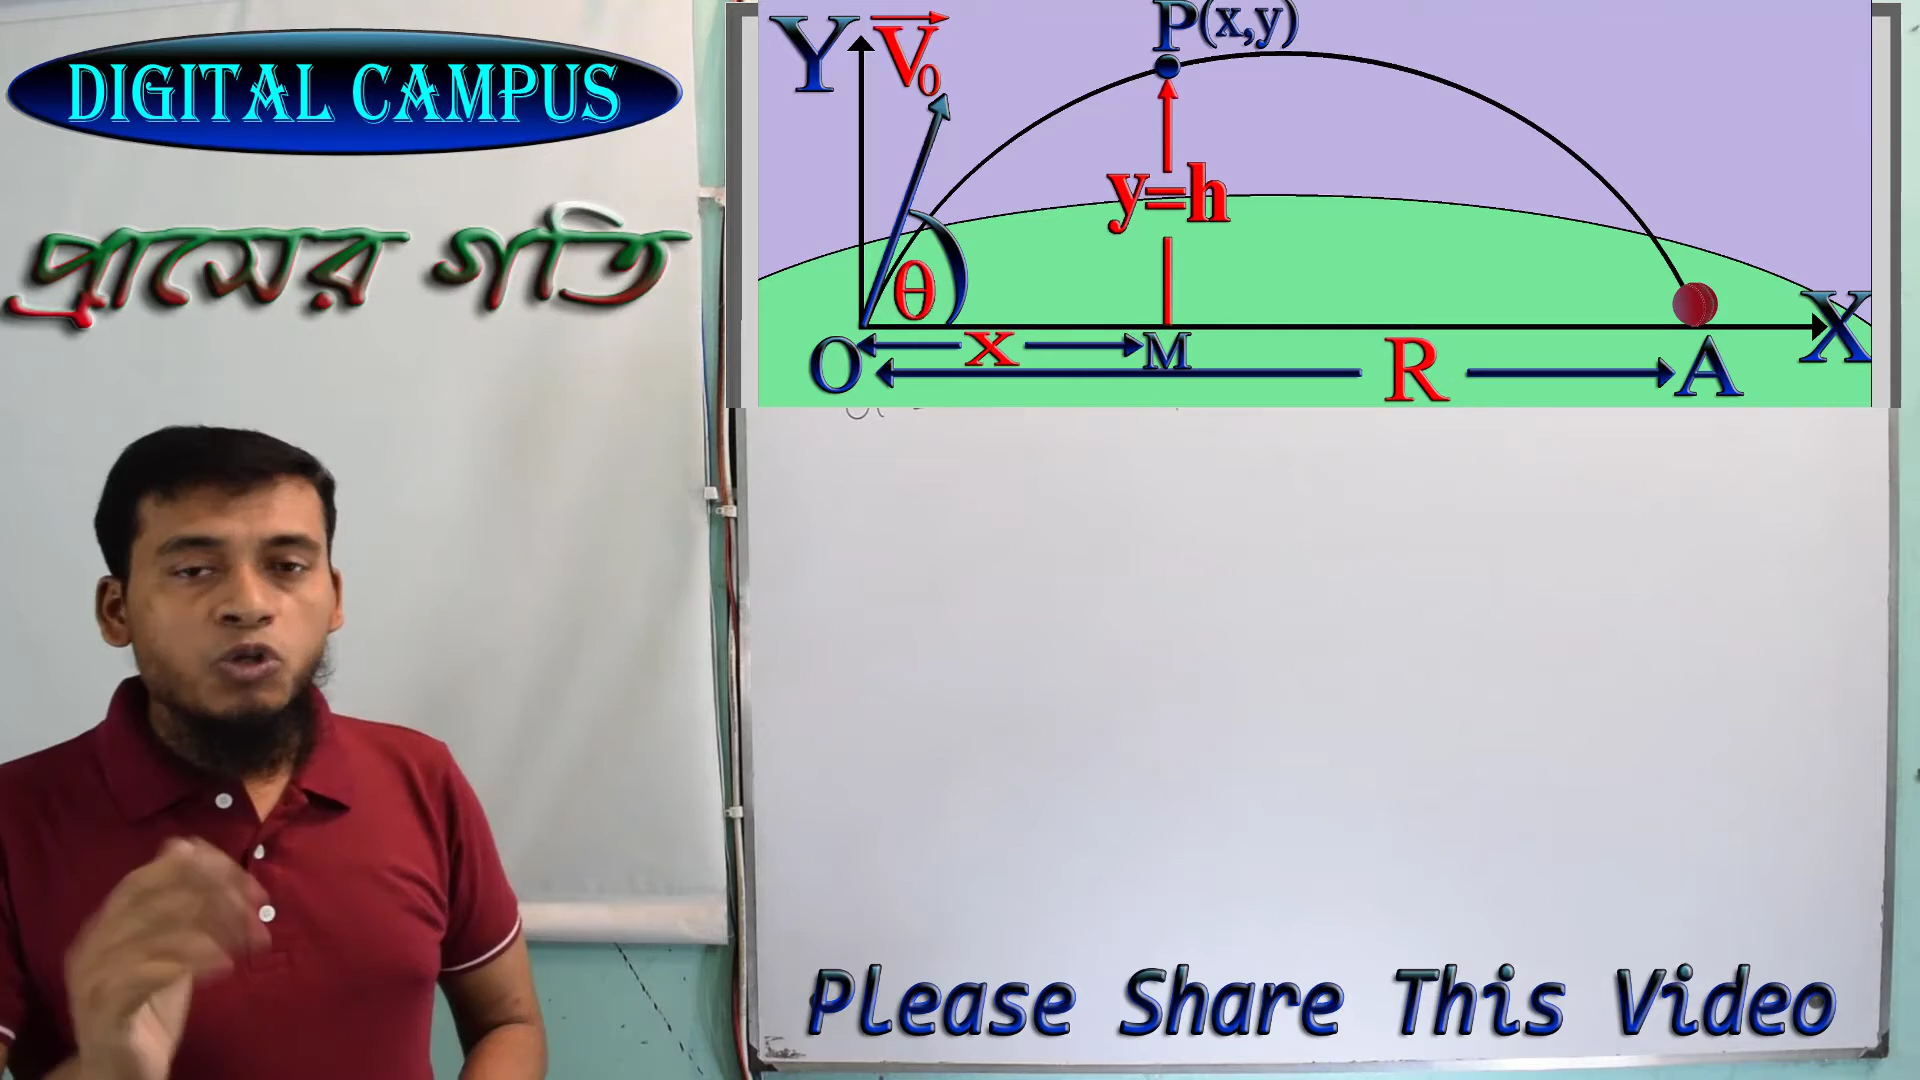 DIGITAL CAMPUS
প্রাসের গতি
Y V₀ P(x,y)
y=h
θ
O x M R A X
Please Share This Video